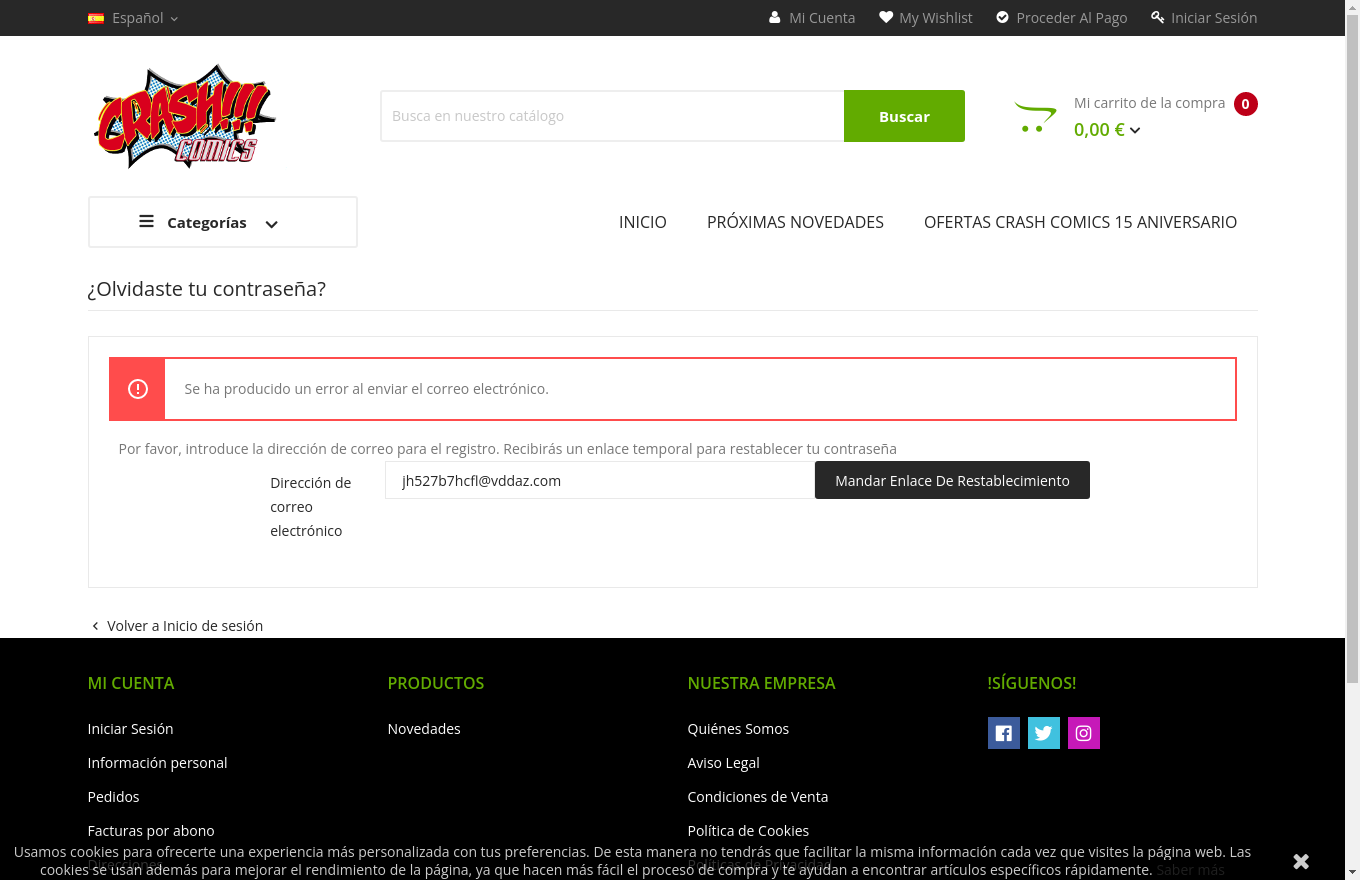 Español
Mi Cuenta
My Wishlist
Proceder Al Pago
Iniciar Sesión
CRASH!!!
COMICS
Busca en nuestro catálogo
Buscar
Mi carrito de la compra
0
0,00 €
Categorías
INICIO
PRÓXIMAS NOVEDADES
OFERTAS CRASH COMICS 15 ANIVERSARIO
¿Olvidaste tu contraseña?
Se ha producido un error al enviar el correo electrónico.
Por favor, introduce la dirección de correo para el registro. Recibirás un enlace temporal para restablecer tu contraseña
Dirección de
correo
electrónico
jh527b7hcfl@vddaz.com
Mandar Enlace De Restablecimiento
Volver a Inicio de sesión
MI CUENTA
PRODUCTOS
NUESTRA EMPRESA
!SÍGUENOS!
Iniciar Sesión
Novedades
Quiénes Somos
Información personal
Aviso Legal
Pedidos
Condiciones de Venta
Facturas por abono
Política de Cookies
Direcciones
Políticas de Privacidad
Usamos cookies para ofrecerte una experiencia más personalizada con tus preferencias. De esta manera no tendrás que facilitar la misma información cada vez que visites la página web. Las
cookies se usan además para mejorar el rendimiento de la página, ya que hacen más fácil el proceso de compra y te ayudan a encontrar artículos específicos rápidamente. Saber más